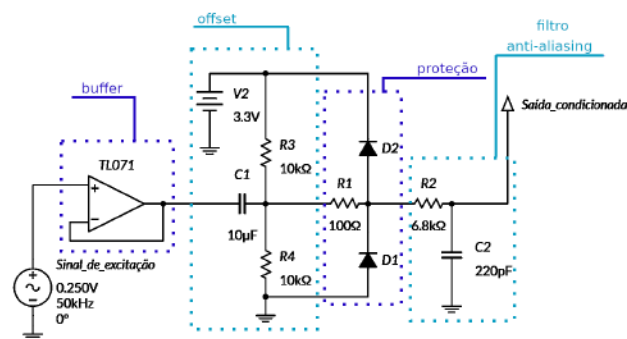 offset
filtro
anti-aliasing
proteção
buffer
V2
3.3V
Saída_condicionada
TL071
R3
10kΩ
D2
C1
R1
R2
100Ω
6.8kΩ
10µF
R4
10kΩ
D1
C2
220pF
Sinal_de_excitação
0.250V
50kHz
0°